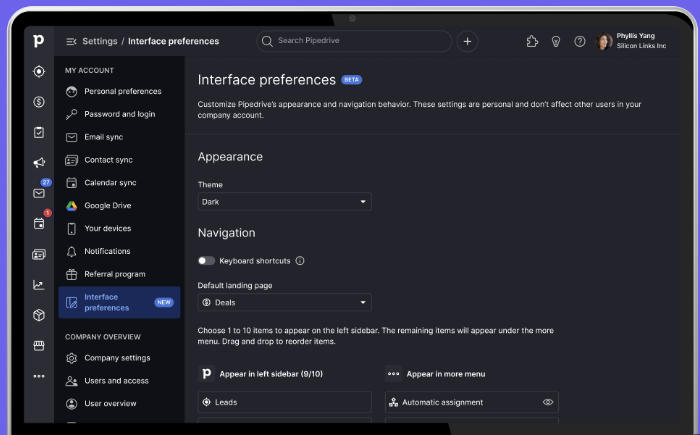 Settings / Interface preferences
Search Pipedrive
Phyllis Yang
Silicon Links Inc
MY ACCOUNT
Personal preferences
Password and login
Email sync
Contact sync
Calendar sync
Google Drive
Your devices
Notifications
Referral program
Interface
preferences
NEW
COMPANY OVERVIEW
Company settings
Users and access
User overview
27
1
Interface preferences BETA
Customize Pipedrive's appearance and navigation behavior. These settings are personal and don't affect other users in your
company account.
Appearance
Theme
Dark
Navigation
Keyboard shortcuts
Default landing page
Deals
Choose 1 to 10 items to appear on the left sidebar. The remaining items will appear under the more
menu. Drag and drop to reorder items.
Appear in left sidebar (9/10)
Appear in more menu
Leads
Automatic assignment